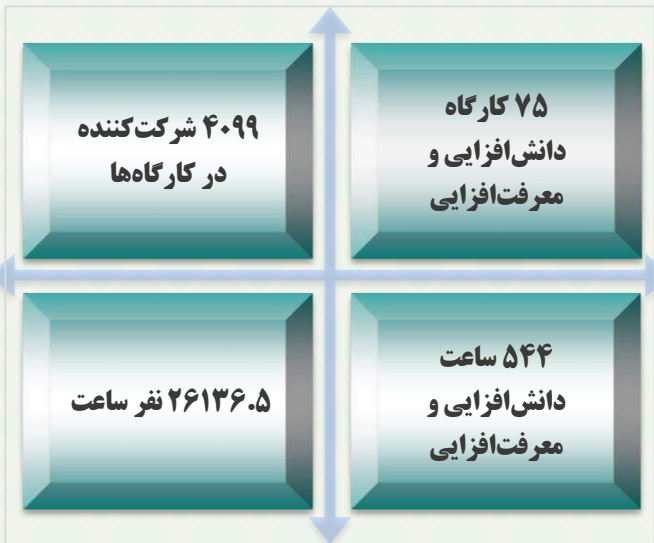 ۷۵ کارگاه
دانش‌افزایی و
معرفت‌افزایی
۴۰۹۹ شرکت‌کننده
در کارگاه‌ها
۵۴۴ ساعت
دانش‌افزایی و
معرفت‌افزایی
۲۶۱۳۶.۵ نفر ساعت